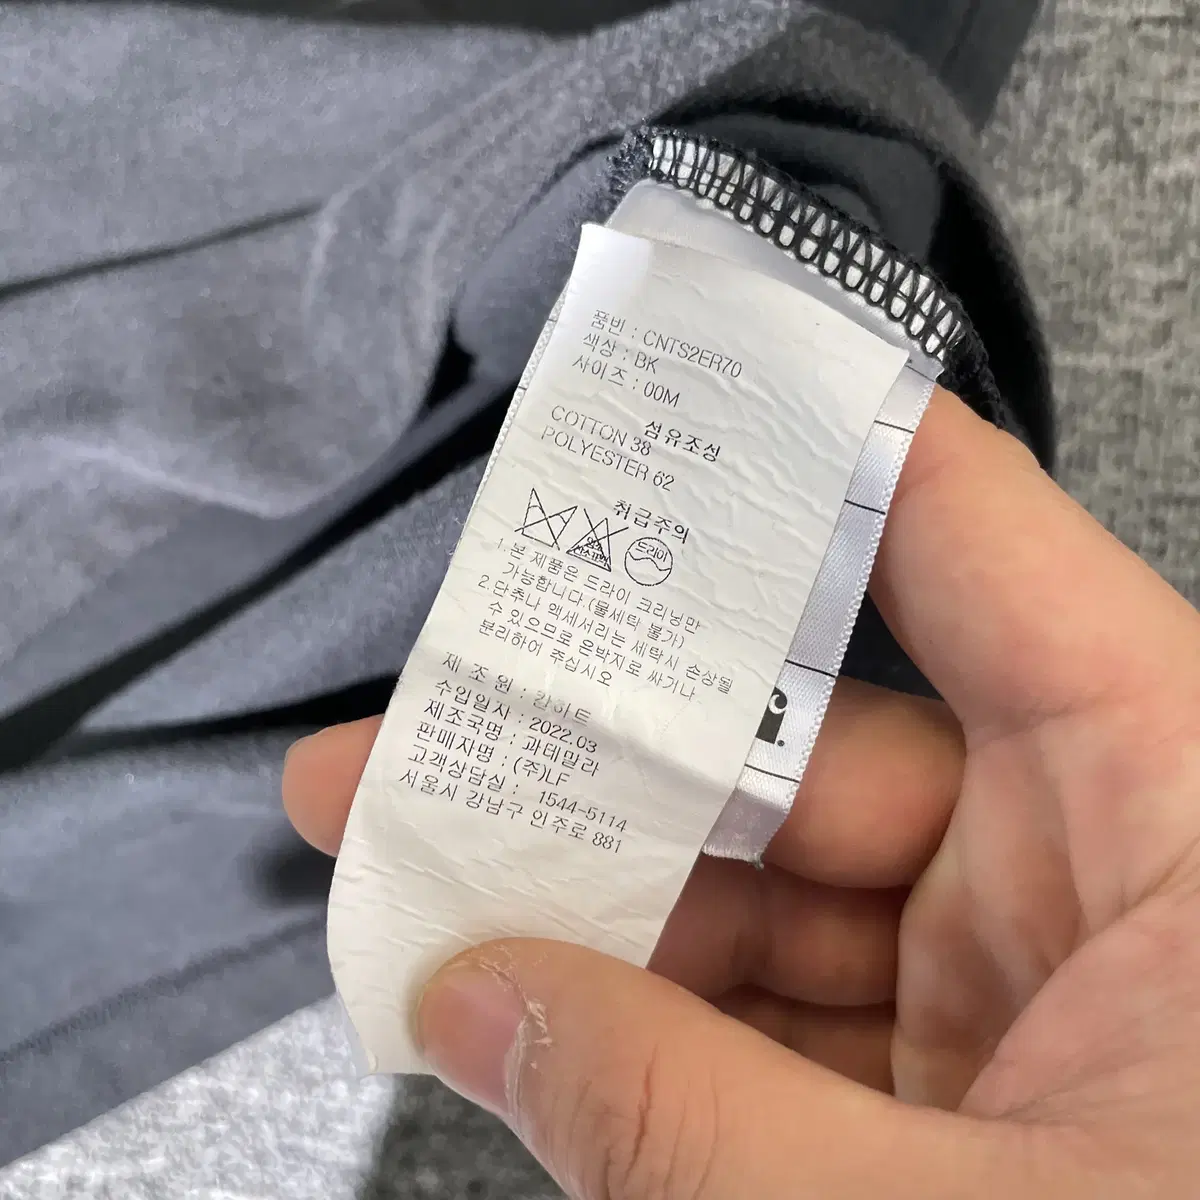 품번 : CNTS2ER70
색상 : BK
사이즈 : 00M
섬유조성
COTTON 38
POLYESTER 62
취급주의
드라이
1.본 제품은 드라이 크리닝만
가능합니다.(물세탁 불가)
2.단추나 액세서리는 세탁시 손상될
수 있으므로 은박지로 싸기나
분리하여 주십시오
제 조 원 : 칼하트
수입일시 : 2022.03
제조국명 : 과테말라
판매자명 : (주)LF
고객상담실 : 1544-5114
서울시 강남구 언주로 881